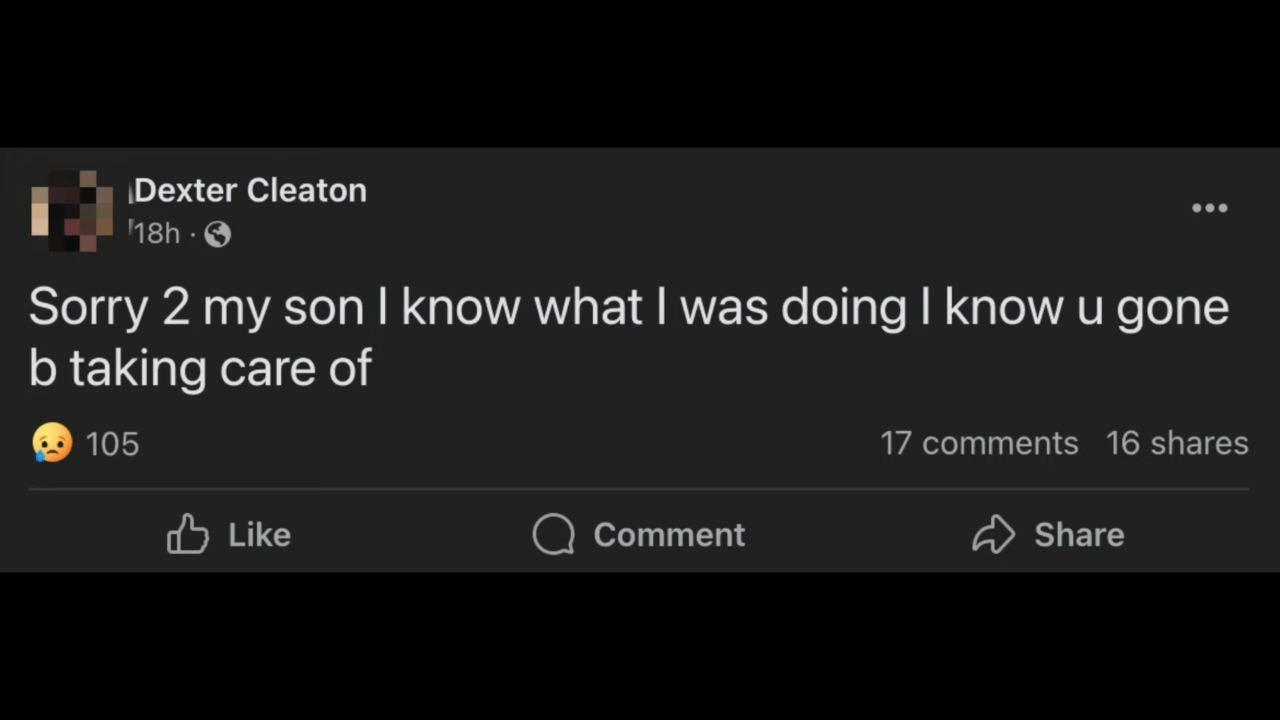 Dexter Cleaton
18h ·
Sorry 2 my son I know what I was doing I know u gone
b taking care of
105
17 comments 16 shares
Like Comment Share